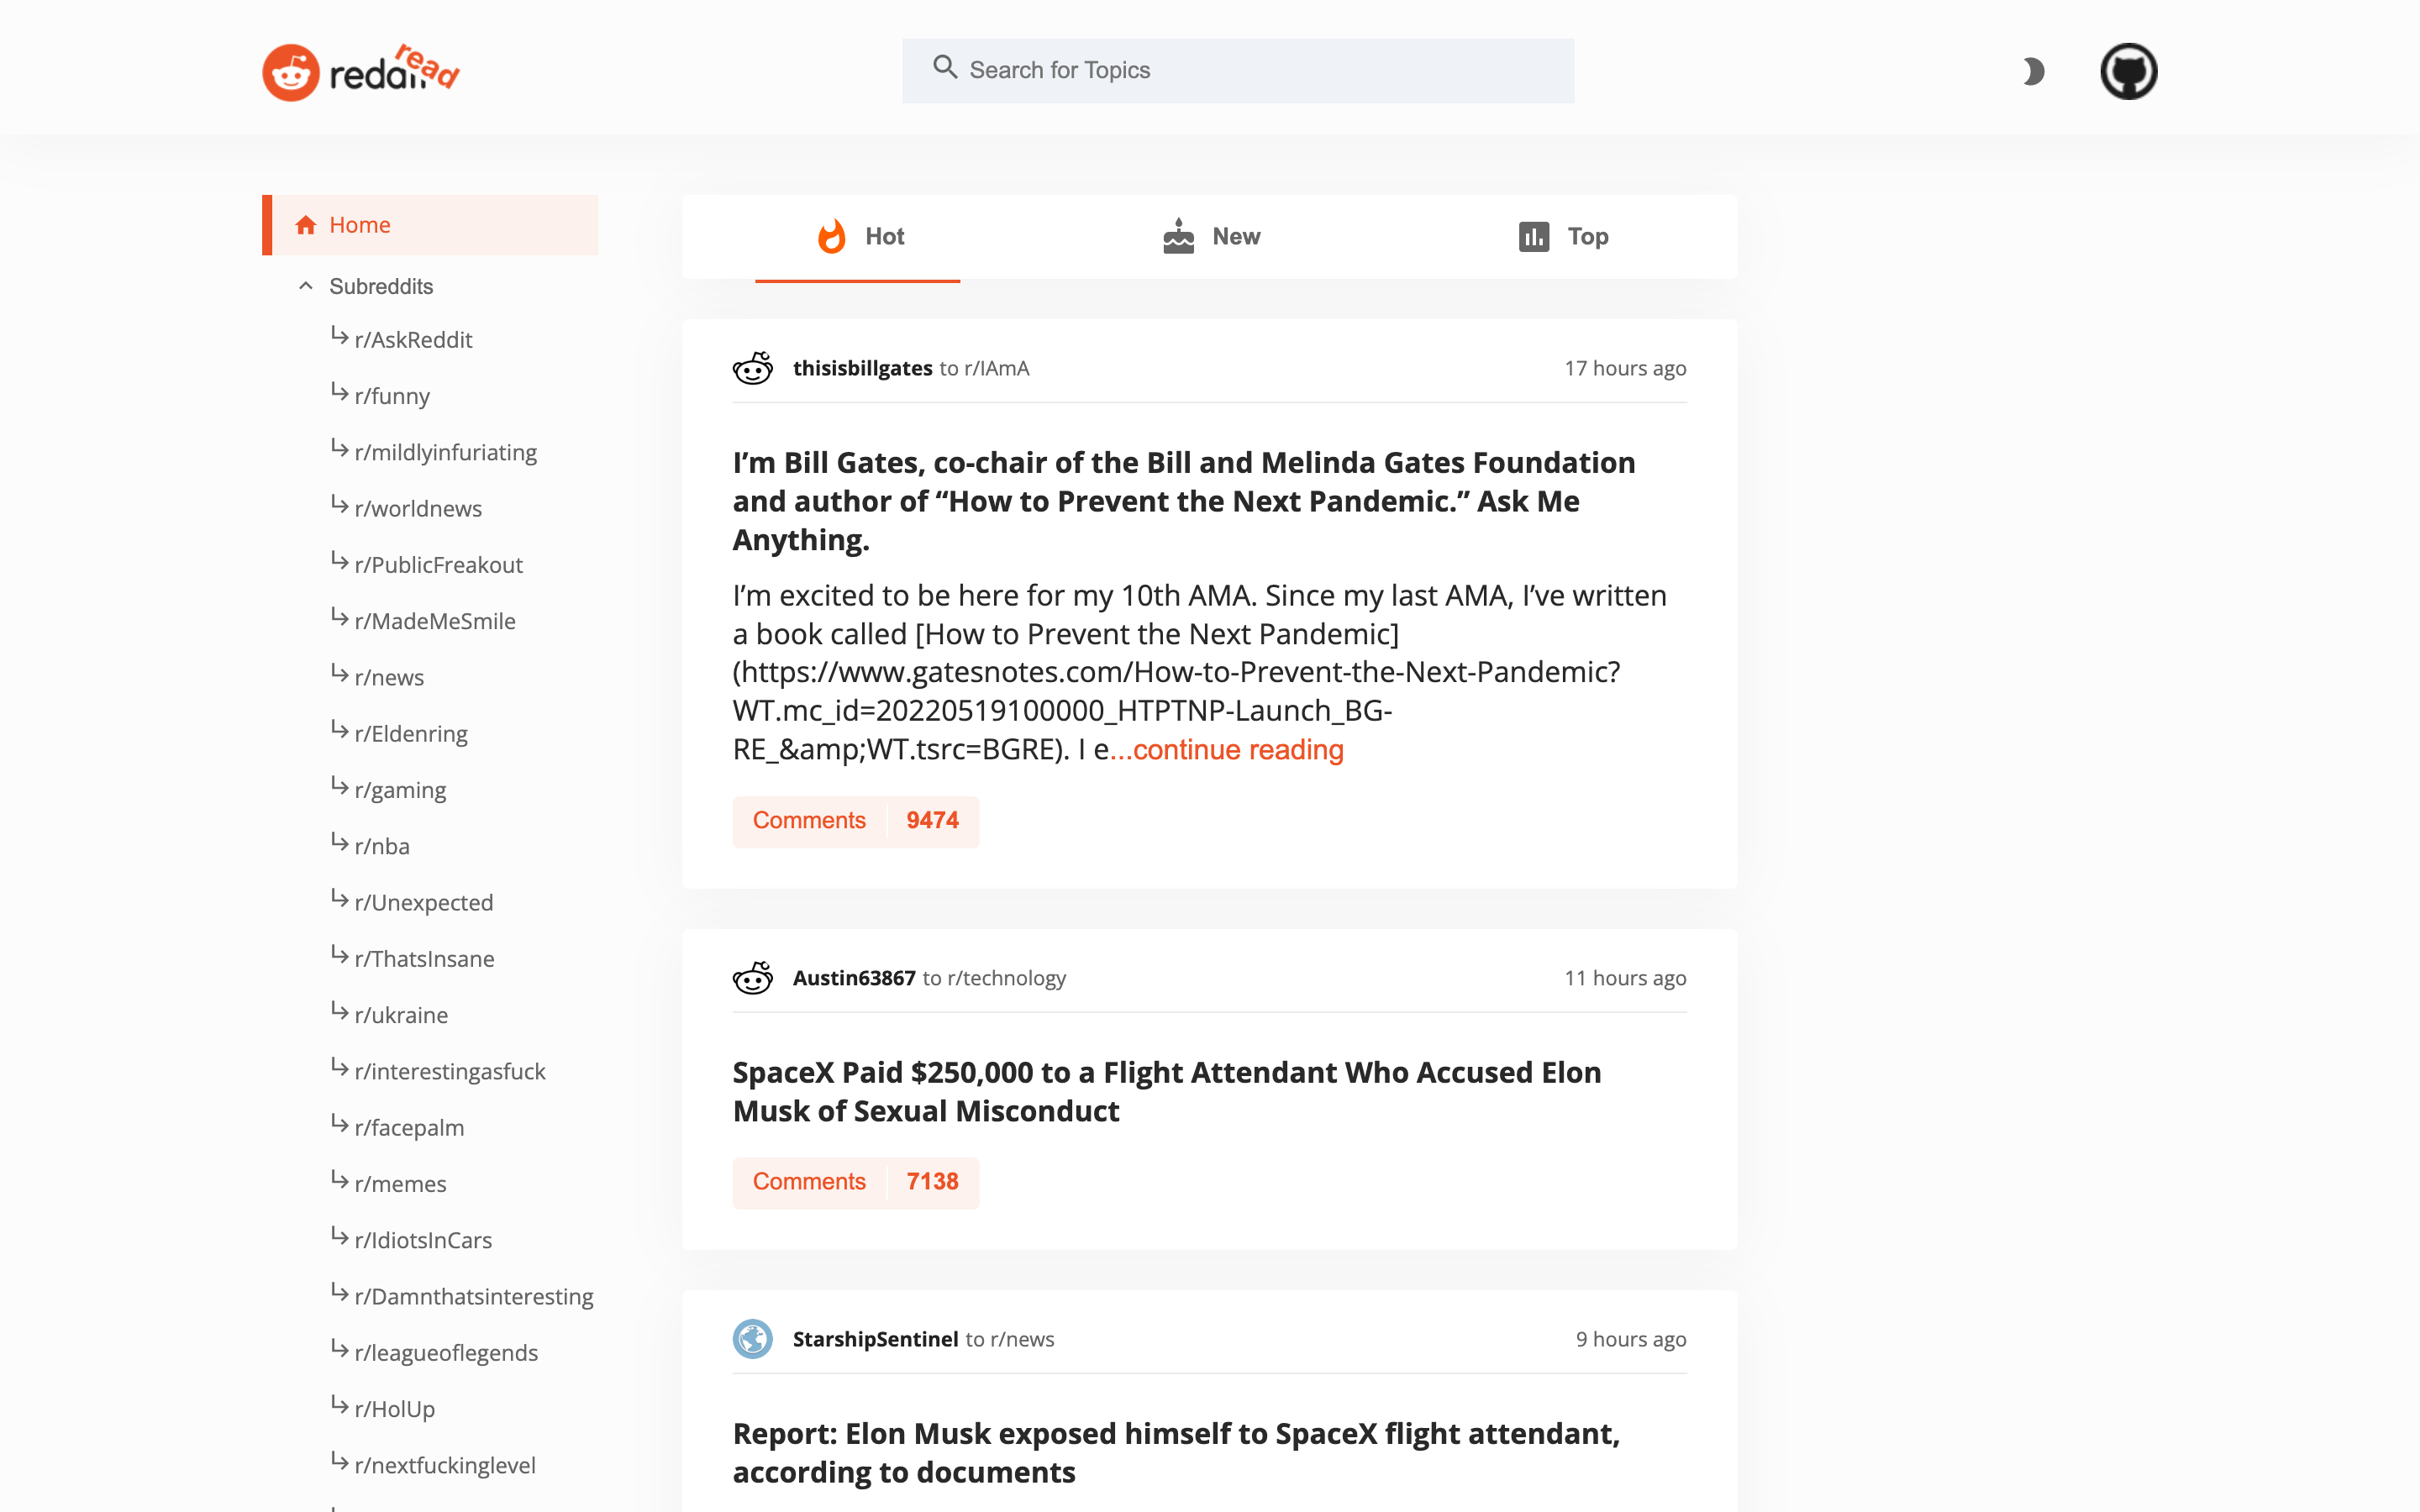 read
Search for Topics
Home
Subreddits
r/AskReddit
r/funny
r/mildlyinfuriating
r/worldnews
r/PublicFreakout
r/MadeMeSmile
r/news
r/Eldenring
r/gaming
r/nba
r/Unexpected
r/ThatsInsane
r/ukraine
r/interestingasfuck
r/facepalm
r/memes
r/IdiotsInCars
r/Damnthatsinteresting
r/leagueoflegends
r/HolUp
r/nextfuckinglevel
Hot New Top
thisisbillgates to r/IAmA 17 hours ago
I’m Bill Gates, co-chair of the Bill and Melinda Gates Foundation
and author of “How to Prevent the Next Pandemic.” Ask Me
Anything.
I’m excited to be here for my 10th AMA. Since my last AMA, I’ve written
a book called [How to Prevent the Next Pandemic]
(https://www.gatesnotes.com/How-to-Prevent-the-Next-Pandemic?
WT.mc_id=20220519100000_HTPTNP-Launch_BG-
RE_&amp;WT.tsrc=BGRE). I e...continue reading
Comments 9474
Austin63867 to r/technology 11 hours ago
SpaceX Paid $250,000 to a Flight Attendant Who Accused Elon
Musk of Sexual Misconduct
Comments 7138
StarshipSentinel to r/news 9 hours ago
Report: Elon Musk exposed himself to SpaceX flight attendant,
according to documents